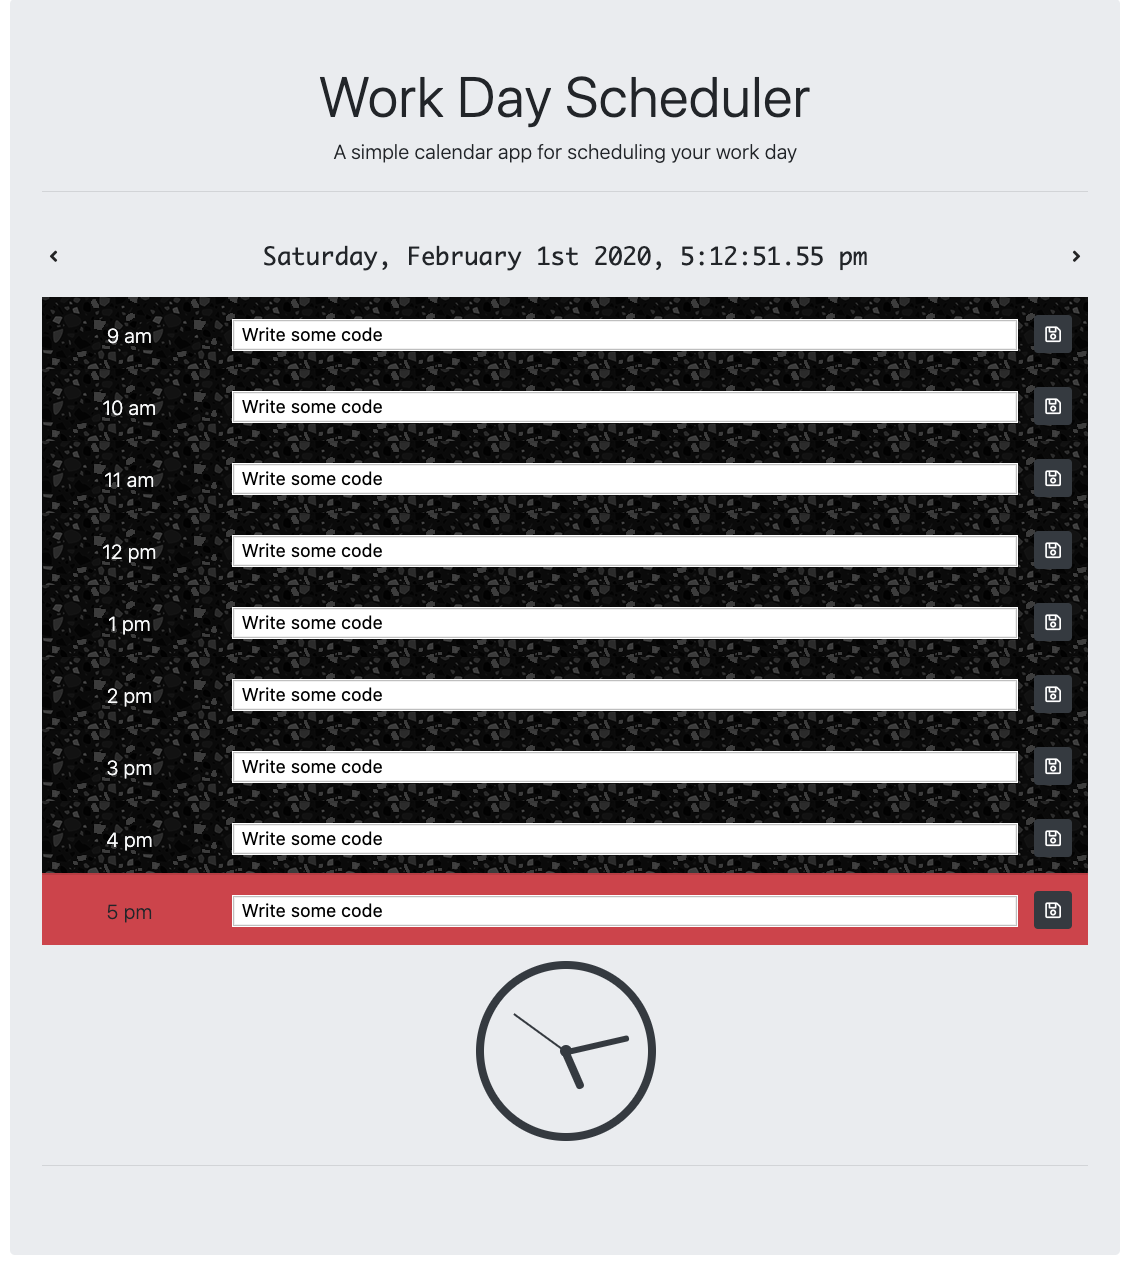 Work Day Scheduler
A simple calendar app for scheduling your work day
Saturday, February 1st 2020, 5:12:51.55 pm
9 am Write some code
10 am Write some code
11 am Write some code
12 pm Write some code
1 pm Write some code
2 pm Write some code
3 pm Write some code
4 pm Write some code
5 pm Write some code